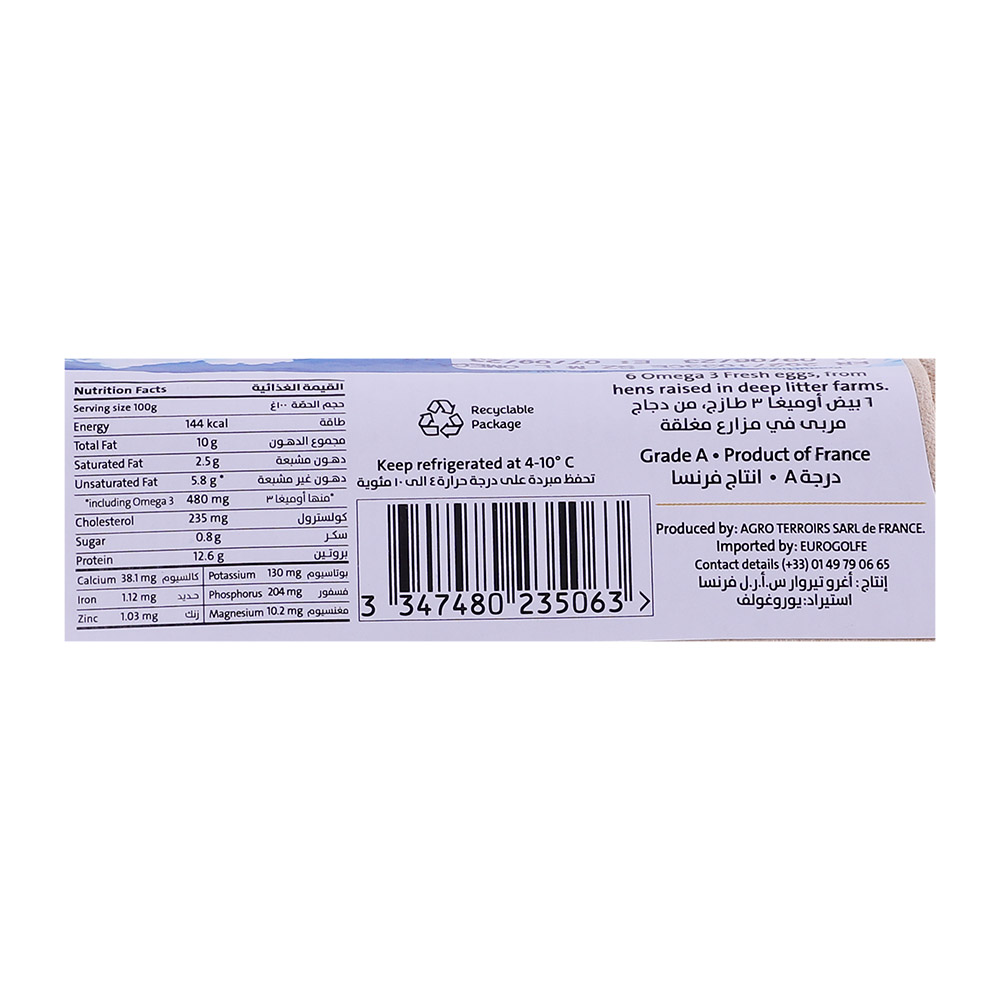 Nutrition Facts القيمة الغذائية
Serving size 100g حجم الحصّة ١٠٠غ
Energy 144 kcal طاقة
Total Fat 10 g مجموع الدهون
Saturated Fat 2.5 g دهون مشبعة
Unsaturated Fat 5.8 g * دهون غير مشبعة
*including Omega 3 480 mg *منها أوميغا ٣
Cholesterol 235 mg كولسترول
Sugar 0.8 g سكر
Protein 12.6 g بروتين
Calcium 38.1 mg كالسيوم Potassium 130 mg بوتاسيوم
Iron 1.12 mg حديد Phosphorus 204 mg فسفور
Zinc 1.03 mg زنك Magnesium 10.2 mg مغنسيوم
Recyclable
Package
Keep refrigerated at 4-10° C
تحفظ مبردة على درجة حرارة ٤ الى ١٠ مئوية
3 347480 235063 >
6 Omega 3 Fresh eggs, from
hens raised in deep litter farms.
٦ بيض أوميغا ٣ طازج، من دجاج
مربى في مزارع مغلقة
Grade A • Product of France
درجة A • انتاج فرنسا
Produced by: AGRO TERROIRS SARL de FRANCE.
Imported by: EUROGOLFE
Contact details (+33) 01 49 79 06 65
إنتاج : أغرو تيروار س.أ.ر.ل فرنسا
استيراد: يوروغولف